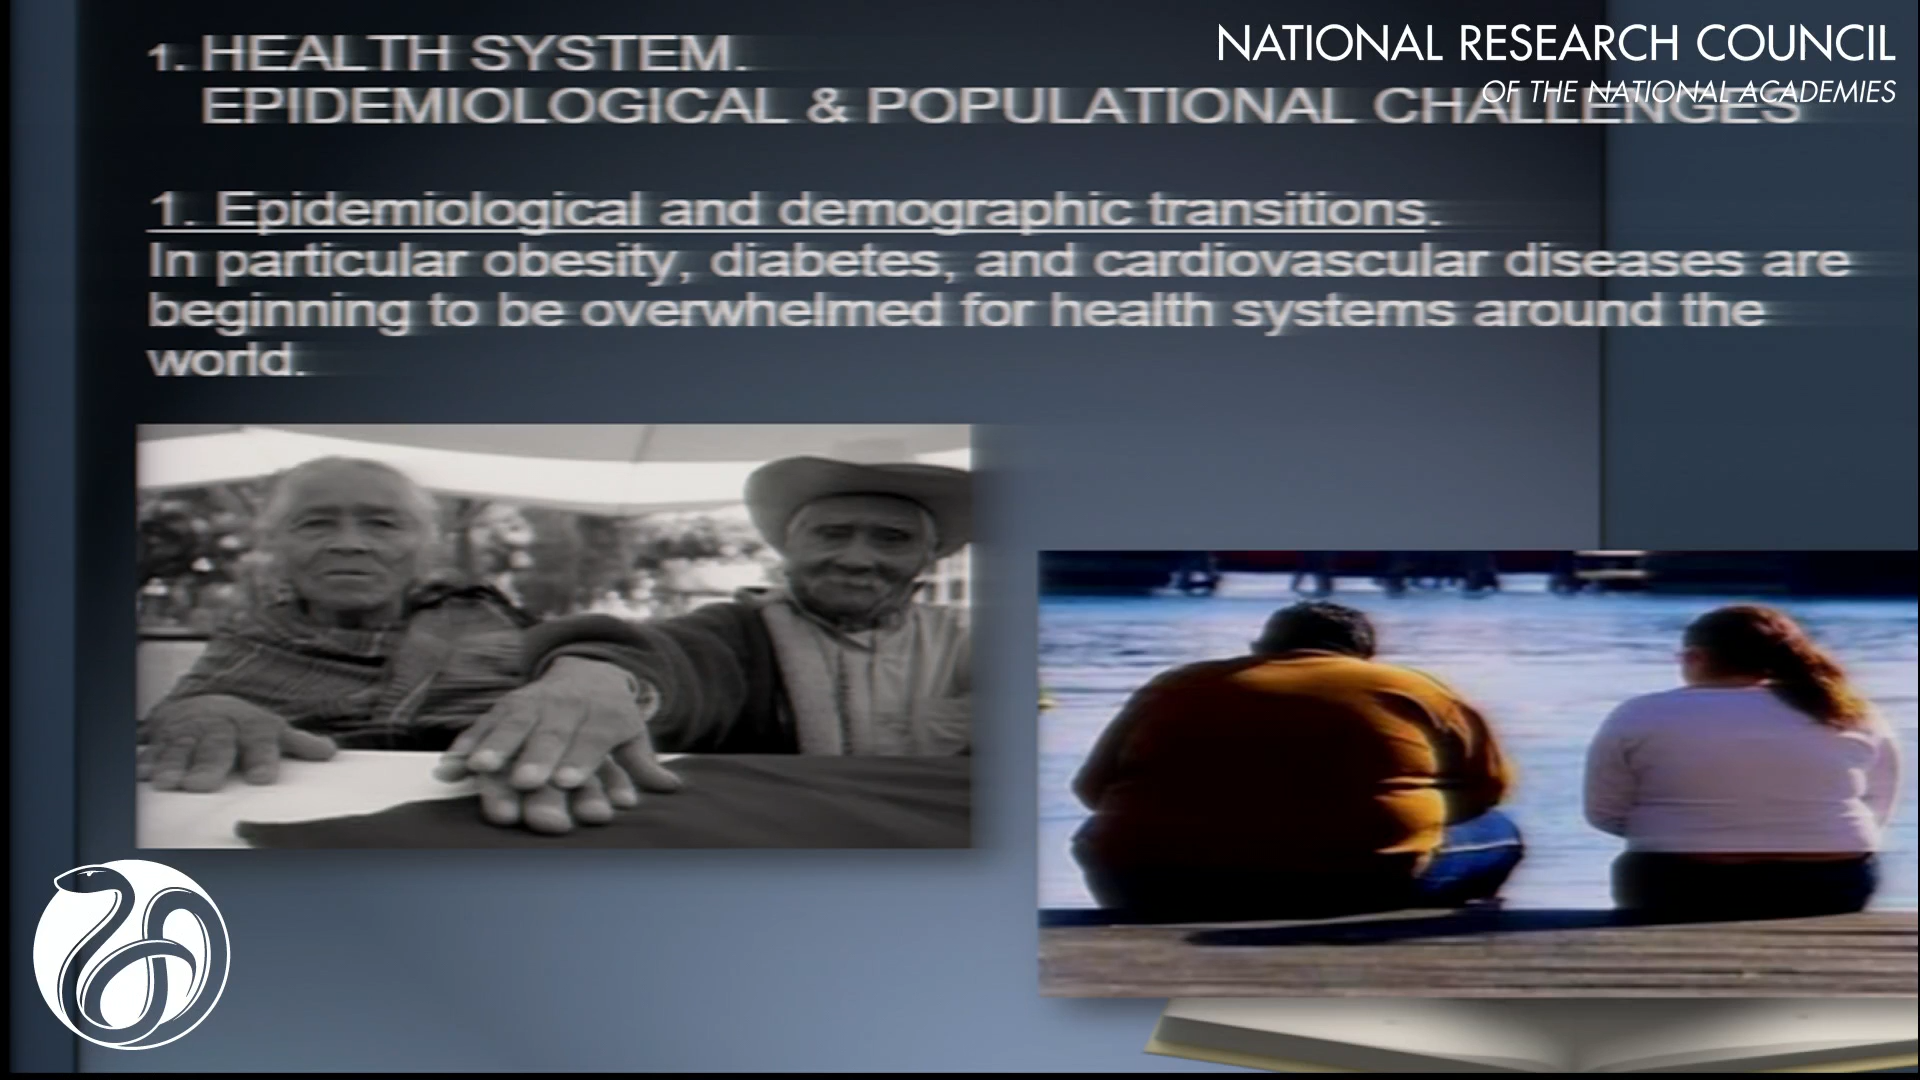 1. HEALTH SYSTEM.
EPIDEMIOLOGICAL & POPULATIONAL CHALLENGES
NATIONAL RESEARCH COUNCIL
OF THE NATIONAL ACADEMIES
1. Epidemiological and demographic transitions.
In particular obesity, diabetes, and cardiovascular diseases are
beginning to be overwhelmed for health systems around the
world.